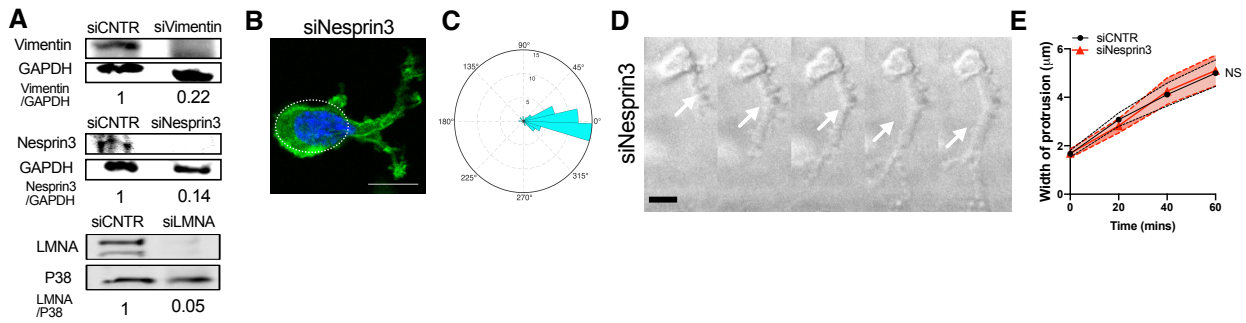 A
siCNTR siVimentin
Vimentin
GAPDH
Vimentin
/GAPDH
1 0.22
siCNTR siNesprin3
Nesprin3
GAPDH
Nesprin3
/GAPDH
1 0.14
siCNTR siLMNA
LMNA
P38
LMNA
/P38
1 0.05
B
siNesprin3
C
90°
45°
0°
315°
270°
225°
180°
135°
15
10
5
D
siNesprin3
E
siCNTR
siNesprin3
NS
Width of protrusion (μm)
6
4
2
0
0 20 40 60
Time (mins)